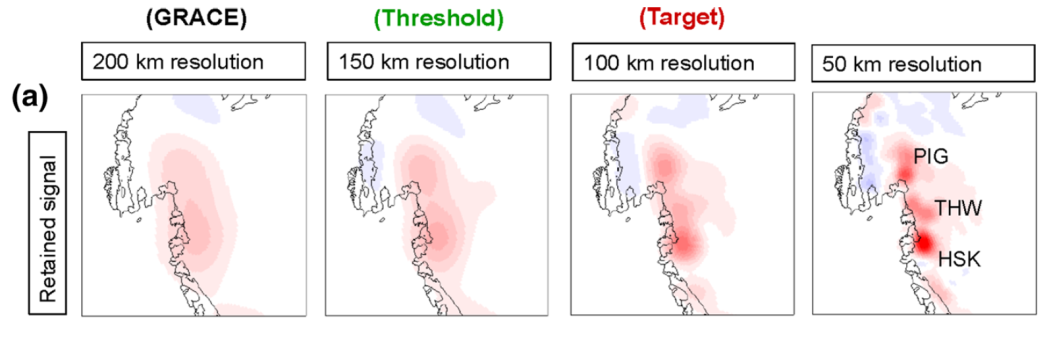 (GRACE)
(Threshold)
(Target)
200 km resolution
150 km resolution
100 km resolution
50 km resolution
(a)
Retained signal
PIG
THW
HSK